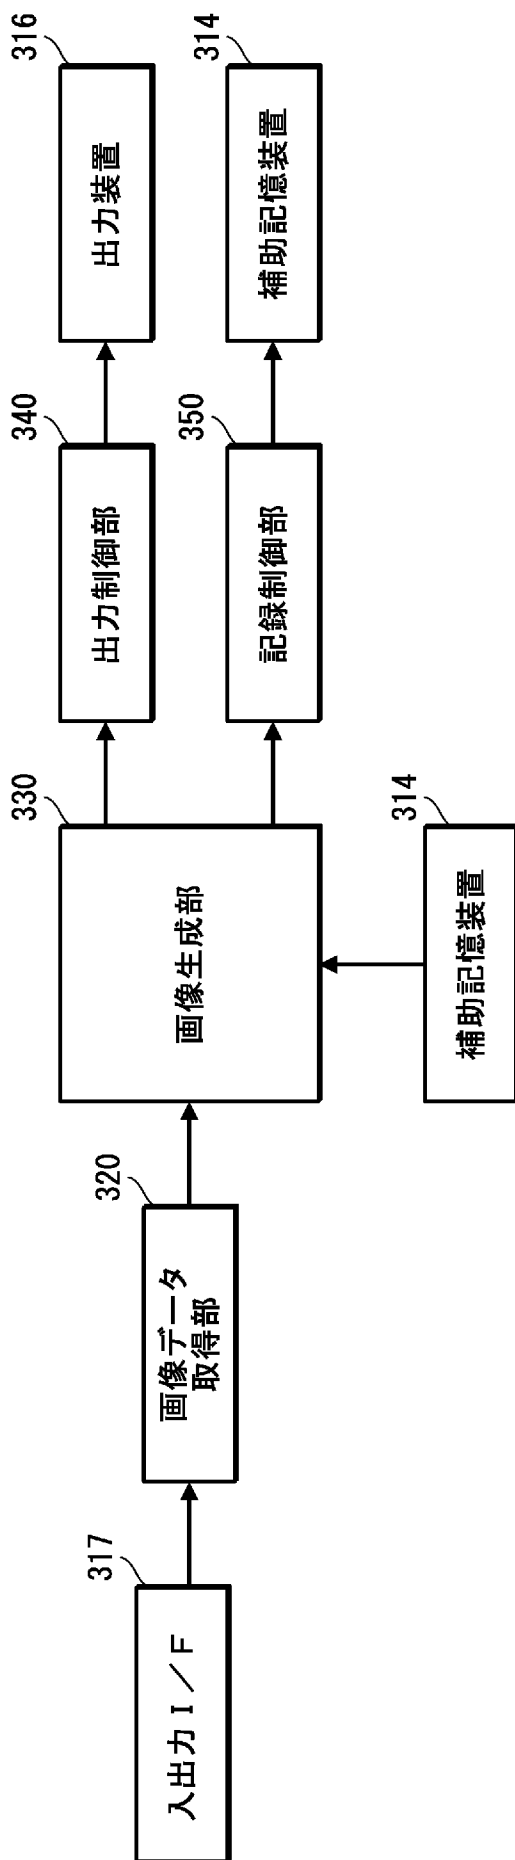 317
入出力Ｉ／Ｆ
320
画像データ
取得部
330
画像生成部
314
補助記憶装置
340
出力制御部
316
出力装置
350
記録制御部
314
補助記憶装置